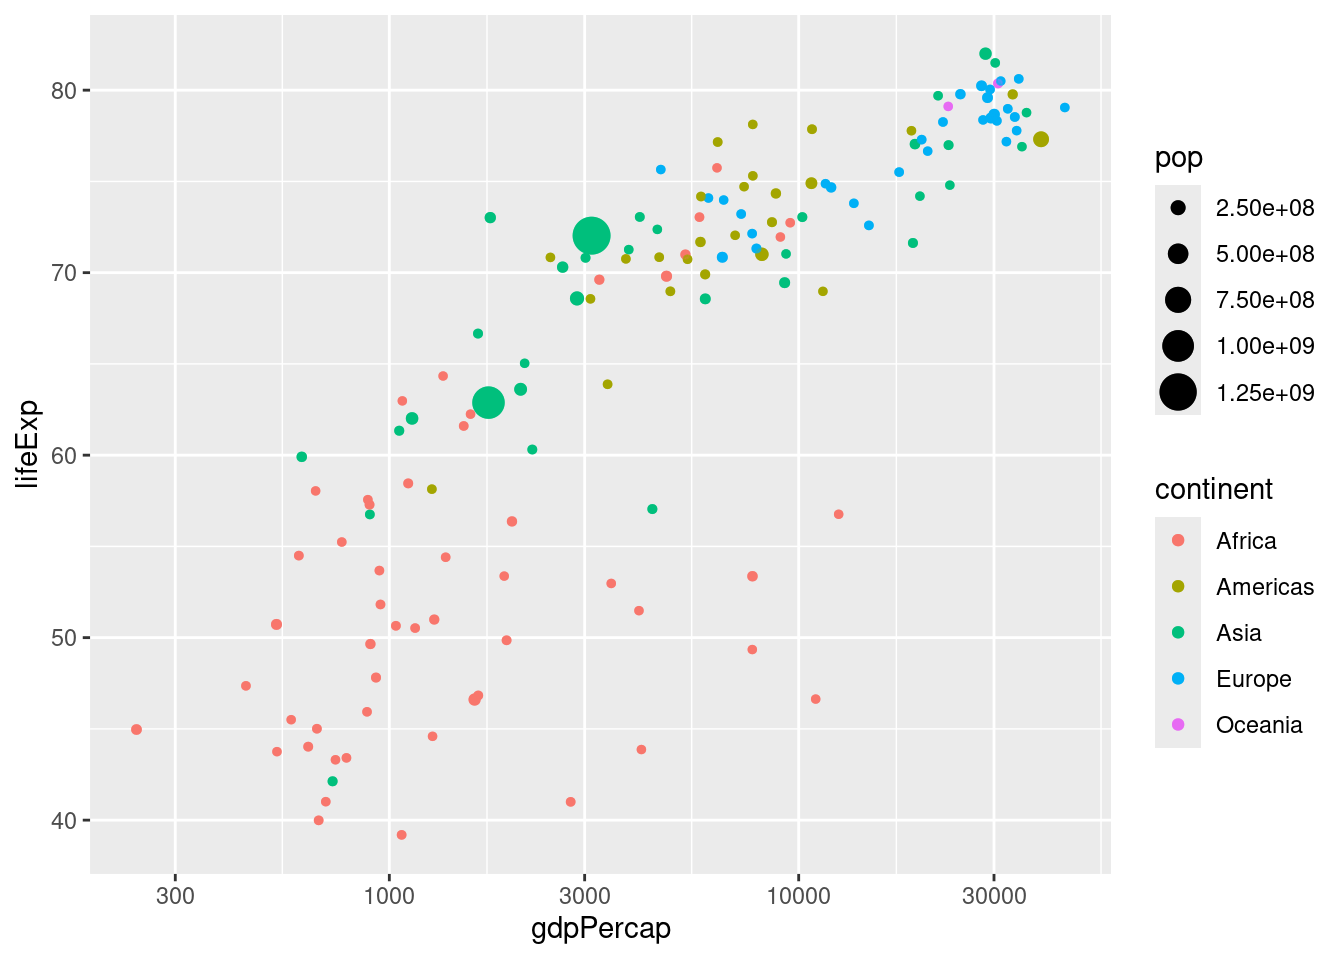 80
70
60
50
40
lifeExp
300
1000
3000
10000
30000
gdpPercap
pop
2.50e+08
5.00e+08
7.50e+08
1.00e+09
1.25e+09
continent
Africa
Americas
Asia
Europe
Oceania